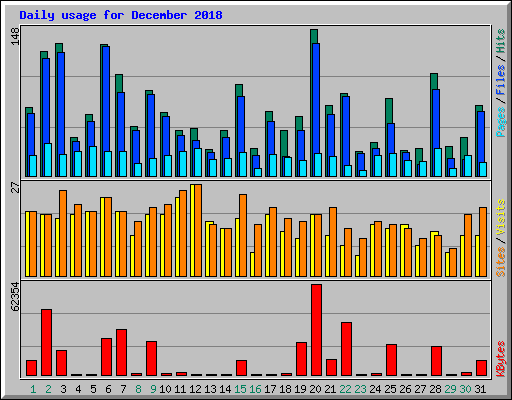 Daily usage for December 2018
148
Pages / Files / Hits
27
Sites / Visits
62354
KBytes
1 2 3 4 5 6 7 8 9 10 11 12 13 14 15 16 17 18 19 20 21 22 23 24 25 26 27 28 29 30 31